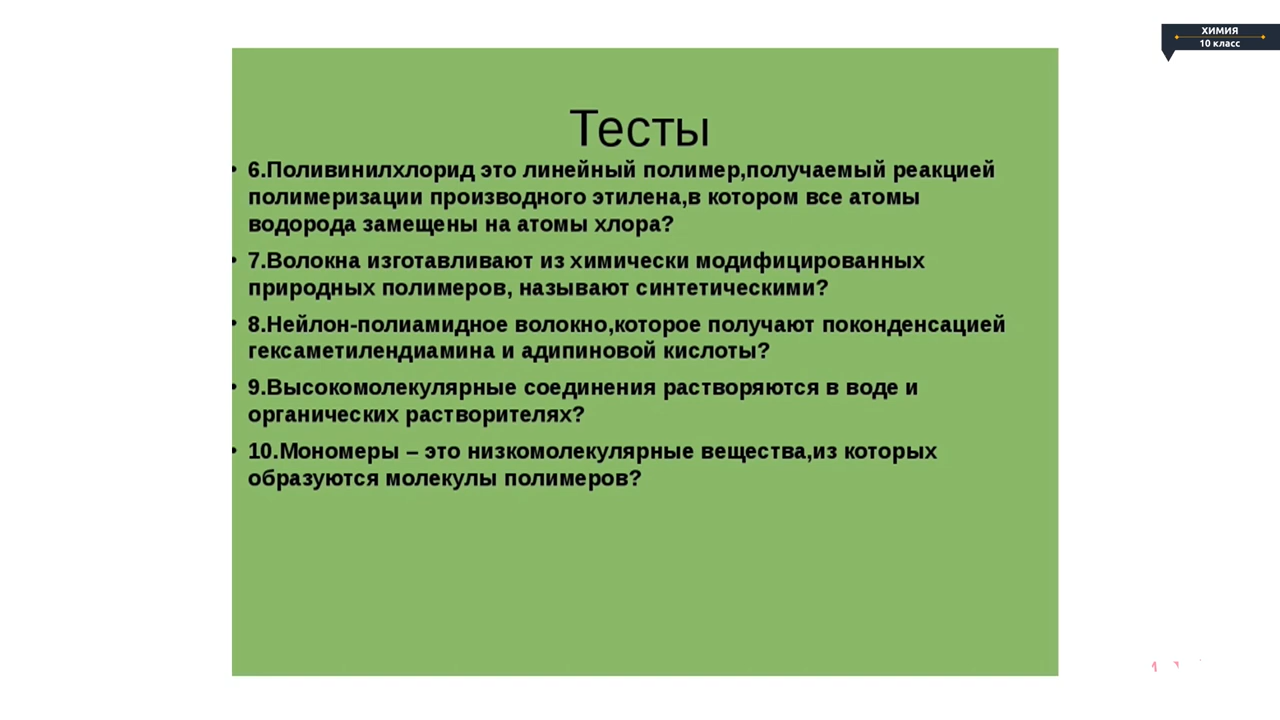 ХИМИЯ
10 класс
Тесты
• 6.Поливинилхлорид это линейный полимер,получаемый реакцией
полимеризации производного этилена,в котором все атомы
водорода замещены на атомы хлора?
• 7.Волокна изготавливают из химически модифицированных
природных полимеров, называют синтетическими?
• 8.Нейлон-полиамидное волокно,которое получают поконденсацией
гексаметилендиамина и адипиновой кислоты?
• 9.Высокомолекулярные соединения растворяются в воде и
органических растворителях?
• 10.Мономеры – это низкомолекулярные вещества,из которых
образуются молекулы полимеров?